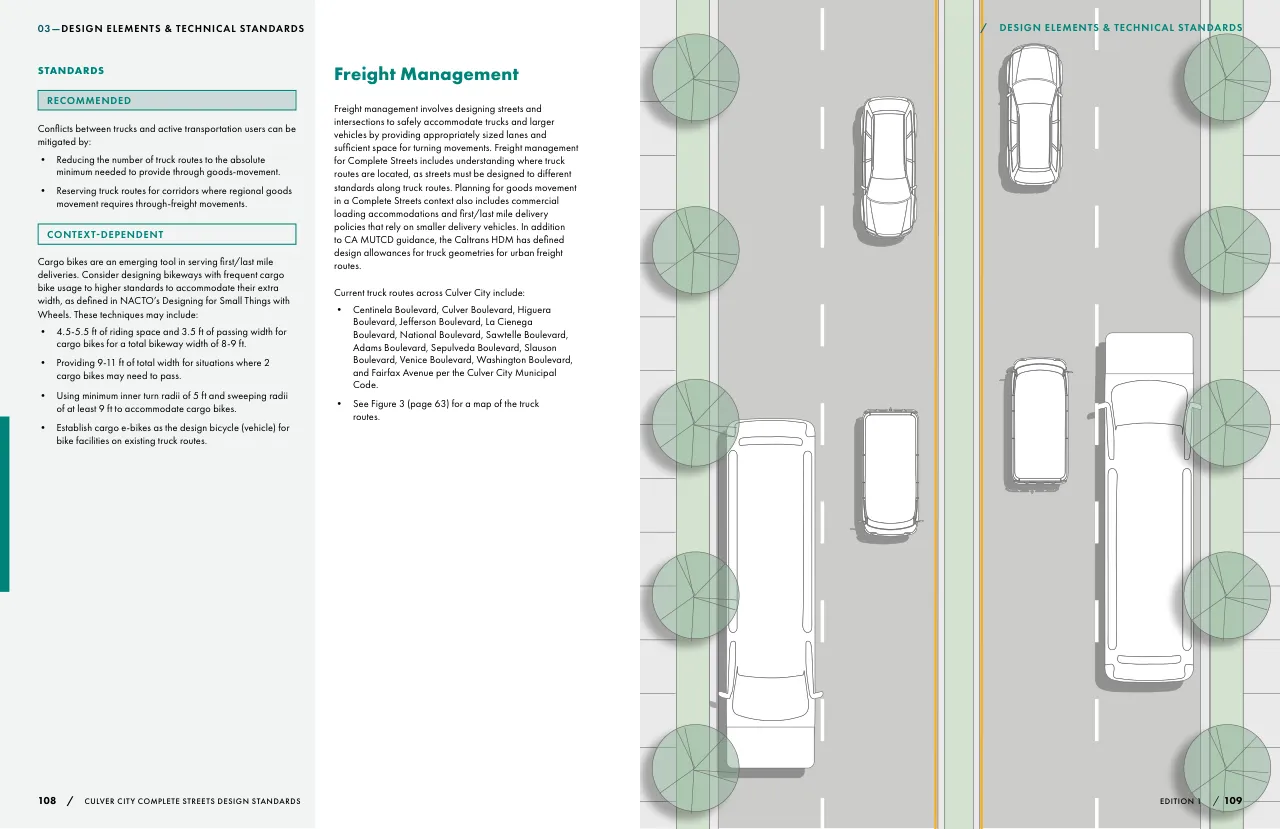 03—DESIGN ELEMENTS & TECHNICAL STANDARDS
STANDARDS
RECOMMENDED
Conflicts between trucks and active transportation users can be
mitigated by:
• Reducing the number of truck routes to the absolute
minimum needed to provide through goods-movement.
• Reserving truck routes for corridors where regional goods
movement requires through-freight movements.
CONTEXT-DEPENDENT
Cargo bikes are an emerging tool in serving first/last mile
deliveries. Consider designing bikeways with frequent cargo
bike usage to higher standards to accommodate their extra
width, as defined in NACTO's Designing for Small Things with
Wheels. These techniques may include:
• 4.5-5.5 ft of riding space and 3.5 ft of passing width for
cargo bikes for a total bikeway width of 8-9 ft.
• Providing 9-11 ft of total width for situations where 2
cargo bikes may need to pass.
• Using minimum inner turn radii of 5 ft and sweeping radii
of at least 9 ft to accommodate cargo bikes.
• Establish cargo e-bikes as the design bicycle (vehicle) for
bike facilities on existing truck routes.
Freight Management
Freight management involves designing streets and
intersections to safely accommodate trucks and larger
vehicles by providing appropriately sized lanes and
sufficient space for turning movements. Freight management
for Complete Streets includes understanding where truck
routes are located, as streets must be designed to different
standards along truck routes. Planning for goods movement
in a Complete Streets context also includes commercial
loading accommodations and first/last mile delivery
policies that rely on smaller delivery vehicles. In addition
to CA MUTCD guidance, the Caltrans HDM has defined
design allowances for truck geometries for urban freight
routes.
Current truck routes across Culver City include:
• Centinela Boulevard, Culver Boulevard, Higuera
Boulevard, Jefferson Boulevard, La Cienega
Boulevard, National Boulevard, Sawtelle Boulevard,
Adams Boulevard, Sepulveda Boulevard, Slauson
Boulevard, Venice Boulevard, Washington Boulevard,
and Fairfax Avenue per the Culver City Municipal
Code.
• See Figure 3 (page 63) for a map of the truck
routes.
108 / CULVER CITY COMPLETE STREETS DESIGN STANDARDS
/ DESIGN ELEMENTS & TECHNICAL STANDARDS
EDITION 1 / 109